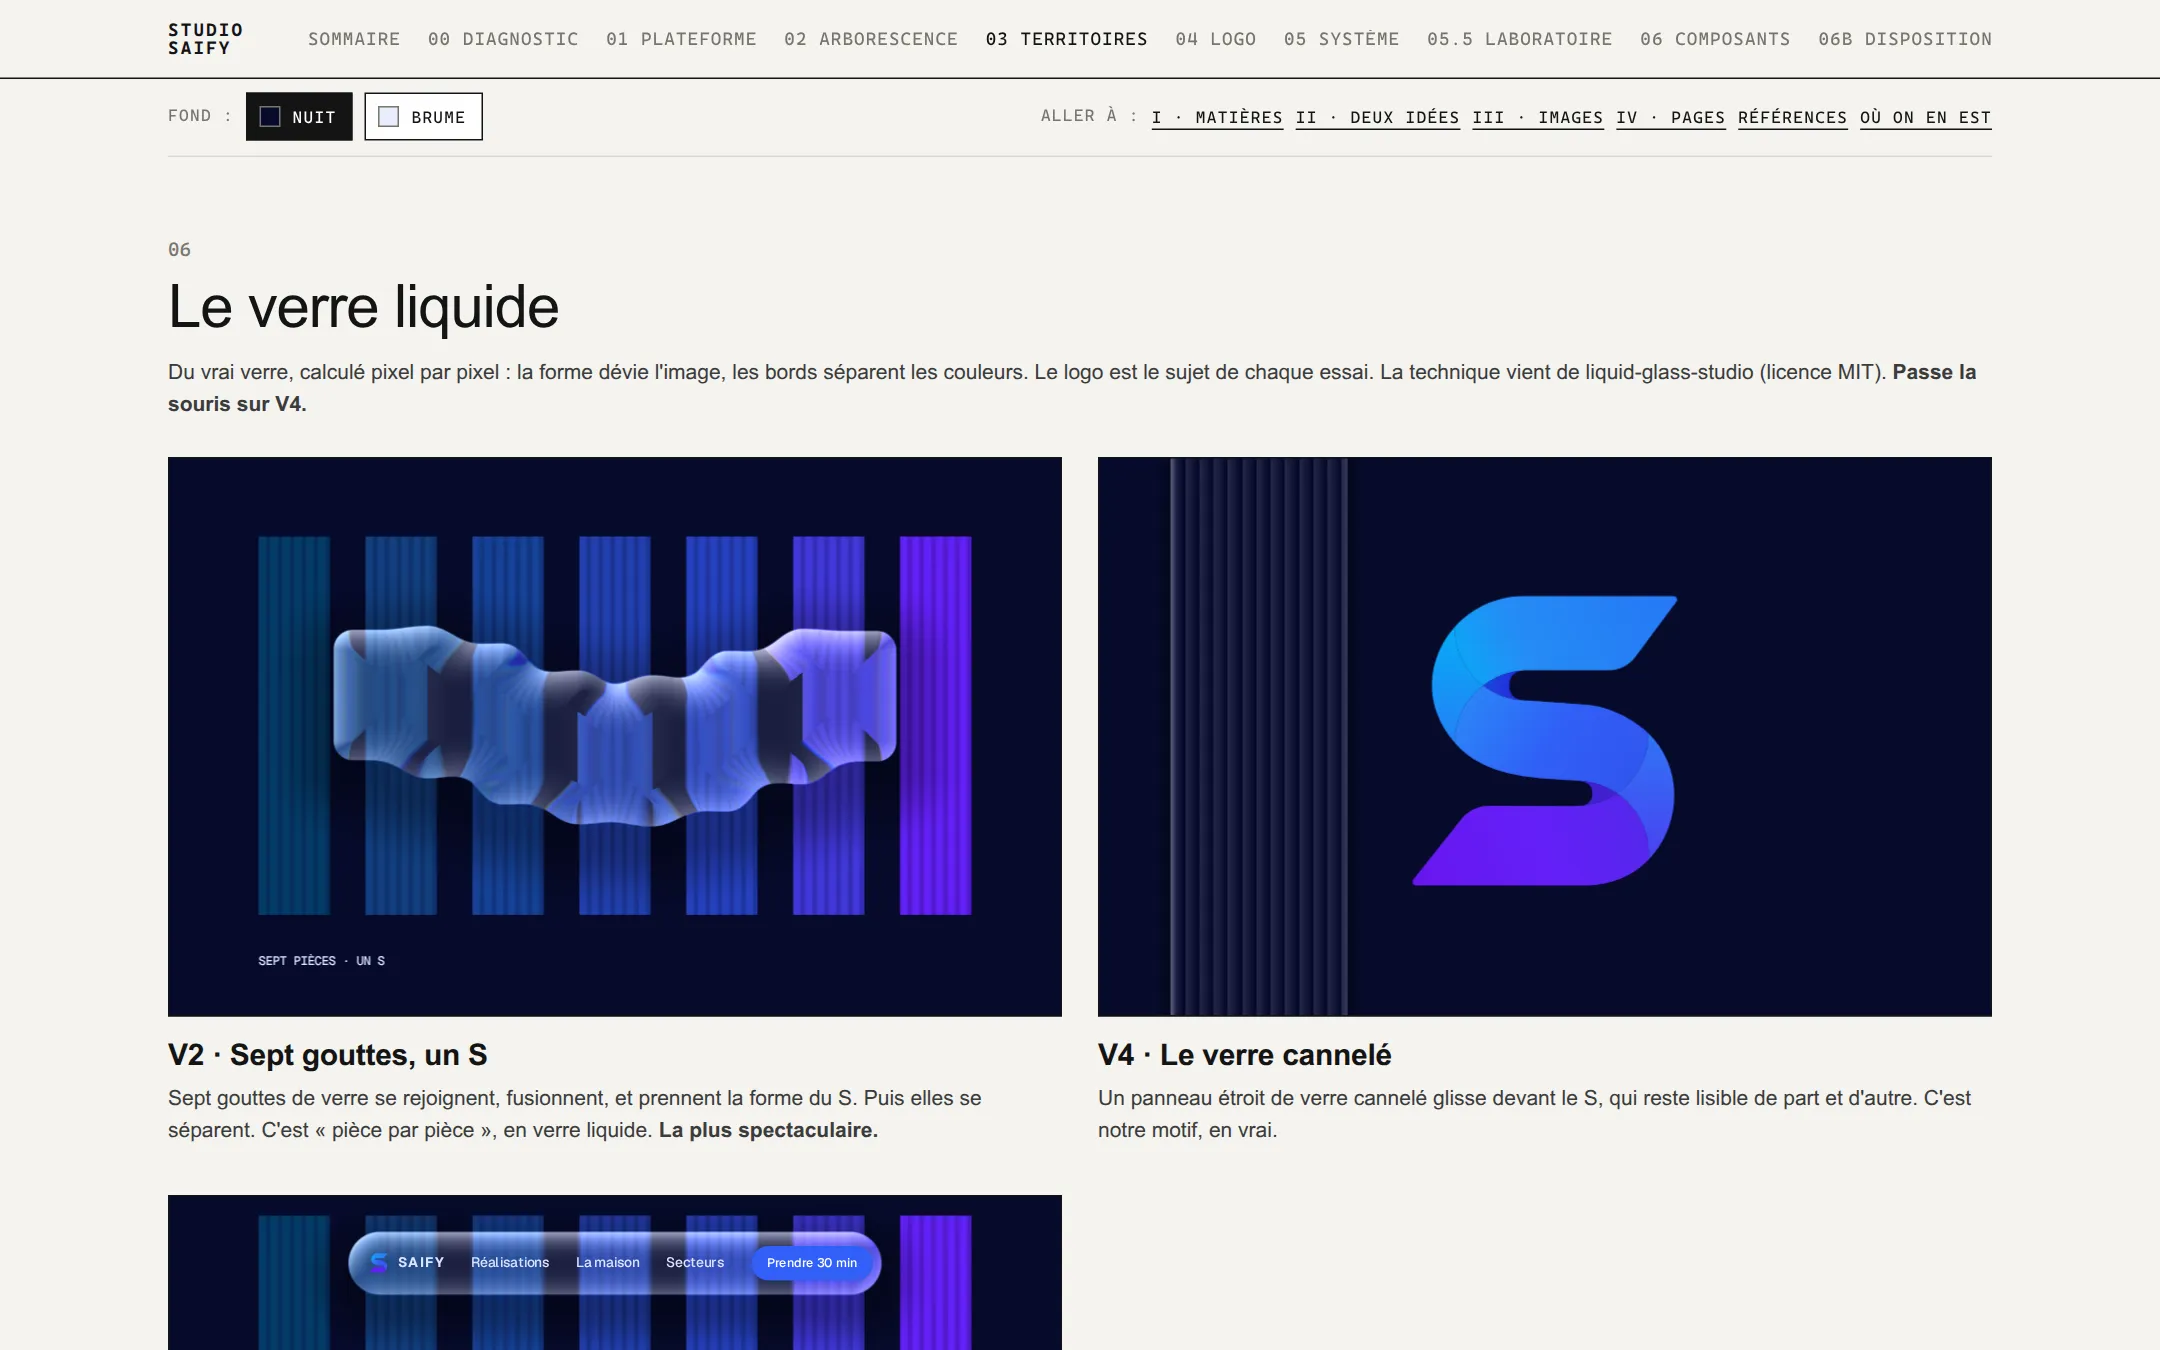 STUDIO
SAIFY
SOMMAIRE 00 DIAGNOSTIC 01 PLATEFORME 02 ARBORESCENCE 03 TERRITOIRES 04 LOGO 05 SYSTÈME 05.5 LABORATOIRE 06 COMPOSANTS 06B DISPOSITION
FOND : NUIT BRUME
ALLER À : I · MATIÈRES II · DEUX IDÉES III · IMAGES IV · PAGES RÉFÉRENCES OÙ ON EN EST
06
Le verre liquide
Du vrai verre, calculé pixel par pixel : la forme dévie l'image, les bords séparent les couleurs. Le logo est le sujet de chaque essai. La technique vient de liquid-glass-studio (licence MIT). Passe la
souris sur V4.
SEPT PIÈCES · UN S
V2 · Sept gouttes, un S
Sept gouttes de verre se rejoignent, fusionnent, et prennent la forme du S. Puis elles se
séparent. C'est « pièce par pièce », en verre liquide. La plus spectaculaire.
V4 · Le verre cannelé
Un panneau étroit de verre cannelé glisse devant le S, qui reste lisible de part et d'autre. C'est
notre motif, en vrai.
SAIFY Réalisations La maison Secteurs Prendre 30 min